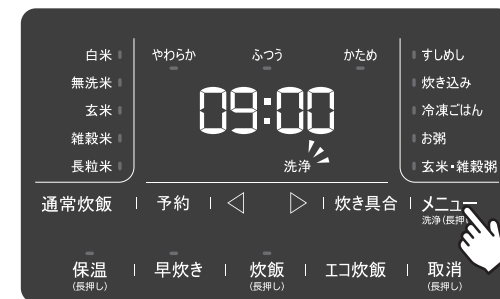 白米
無洗米
玄米
雑穀米
長粒米
やわらか ふつう かため
09:00
洗浄
すしめし
炊き込み
冷凍ごはん
お粥
玄米・雑穀粥
通常炊飯 予約 炊き具合 メニュー
洗浄(長押
保温 早炊き 炊飯 エコ炊飯 取消
(長押し) (長押し) (長押し)